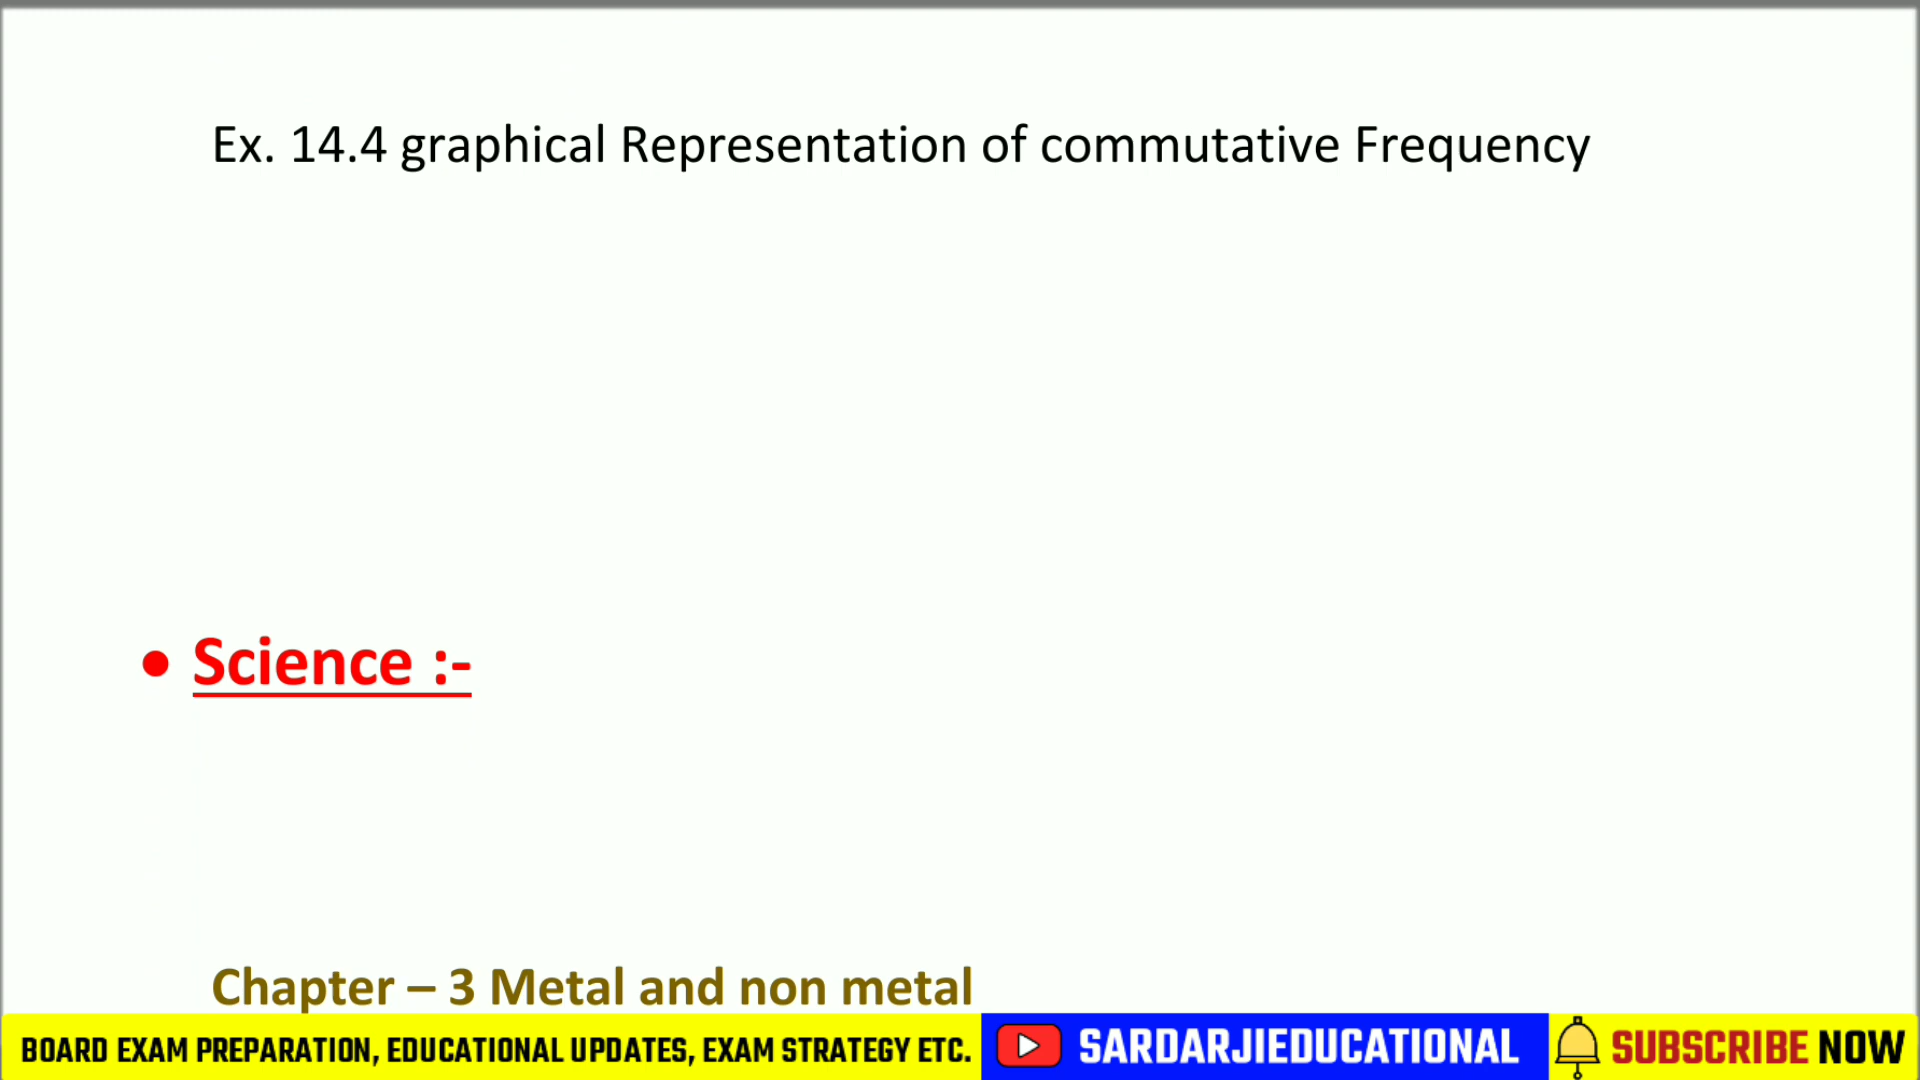 Ex. 14.4 graphical Representation of commutative Frequency
• Science :-
Chapter – 3 Metal and non metal
BOARD EXAM PREPARATION, EDUCATIONAL UPDATES, EXAM STRATEGY ETC. SARDARJIEDUCATIONAL SUBSCRIBE NOW